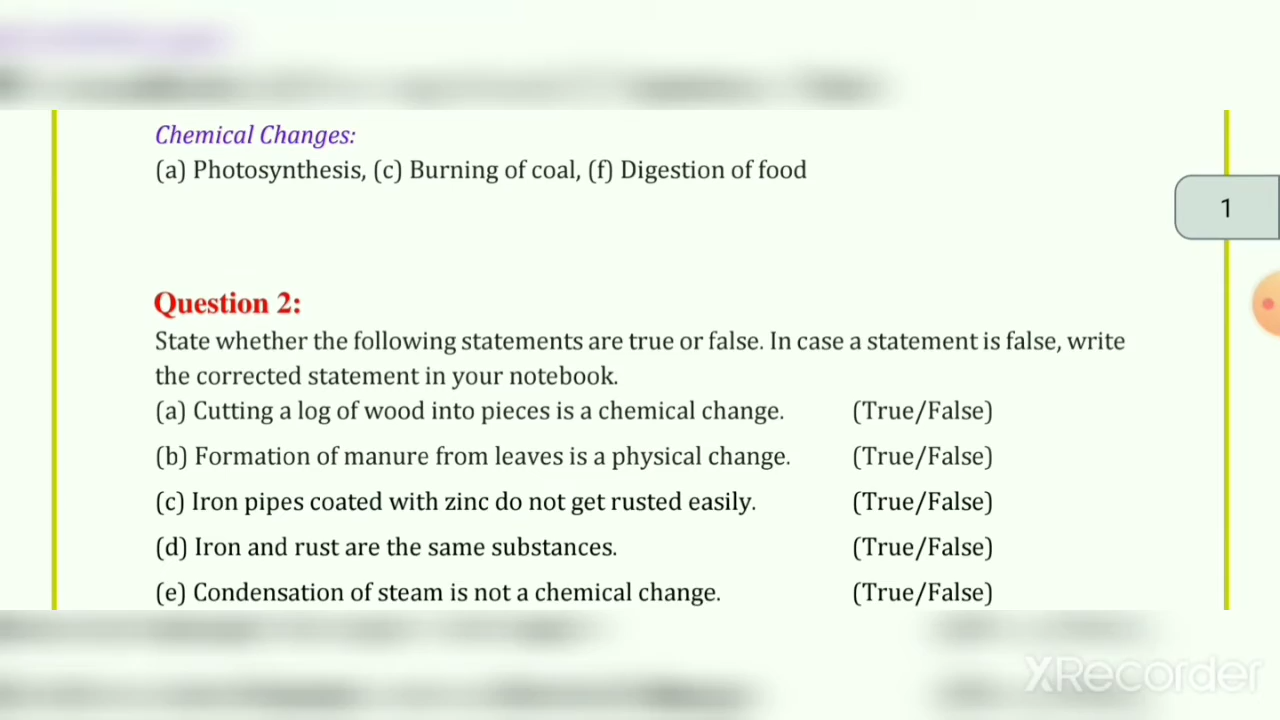 Chemical Changes:
(a) Photosynthesis, (c) Burning of coal, (f) Digestion of food
1
Question 2:
State whether the following statements are true or false. In case a statement is false, write
the corrected statement in your notebook.
(a) Cutting a log of wood into pieces is a chemical change. (True/False)
(b) Formation of manure from leaves is a physical change. (True/False)
(c) Iron pipes coated with zinc do not get rusted easily. (True/False)
(d) Iron and rust are the same substances. (True/False)
(e) Condensation of steam is not a chemical change. (True/False)
XRecorder